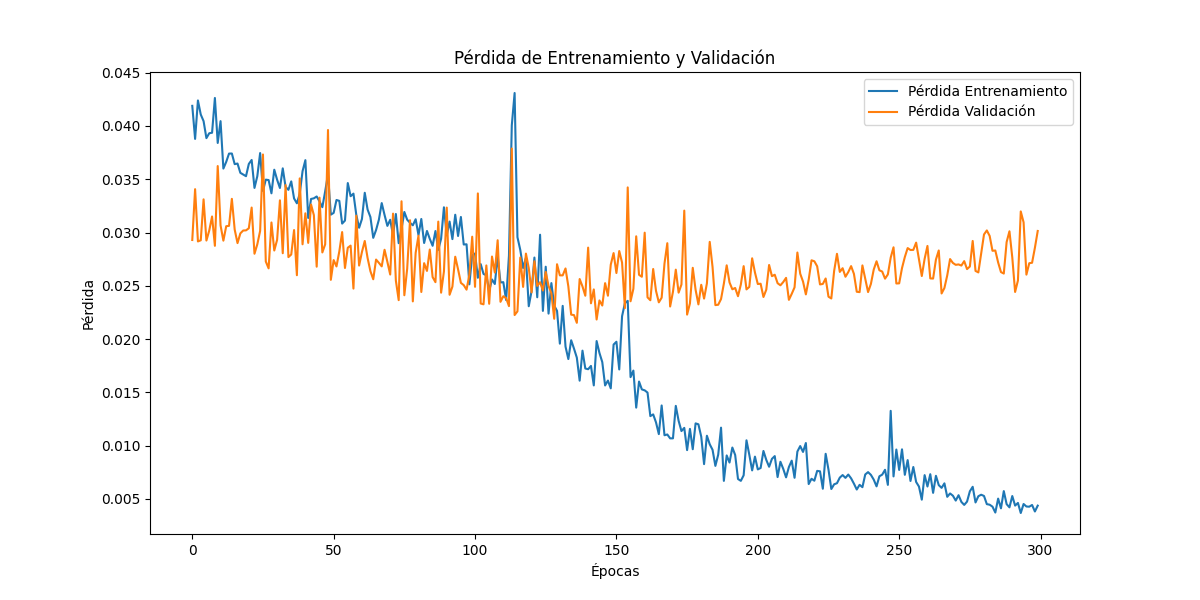 Pérdida de Entrenamiento y Validación
0.045
0.040
0.035
0.030
0.025
0.020
0.015
0.010
0.005
Pérdida
Pérdida Entrenamiento
Pérdida Validación
0 50 100 150 200 250 300
Épocas